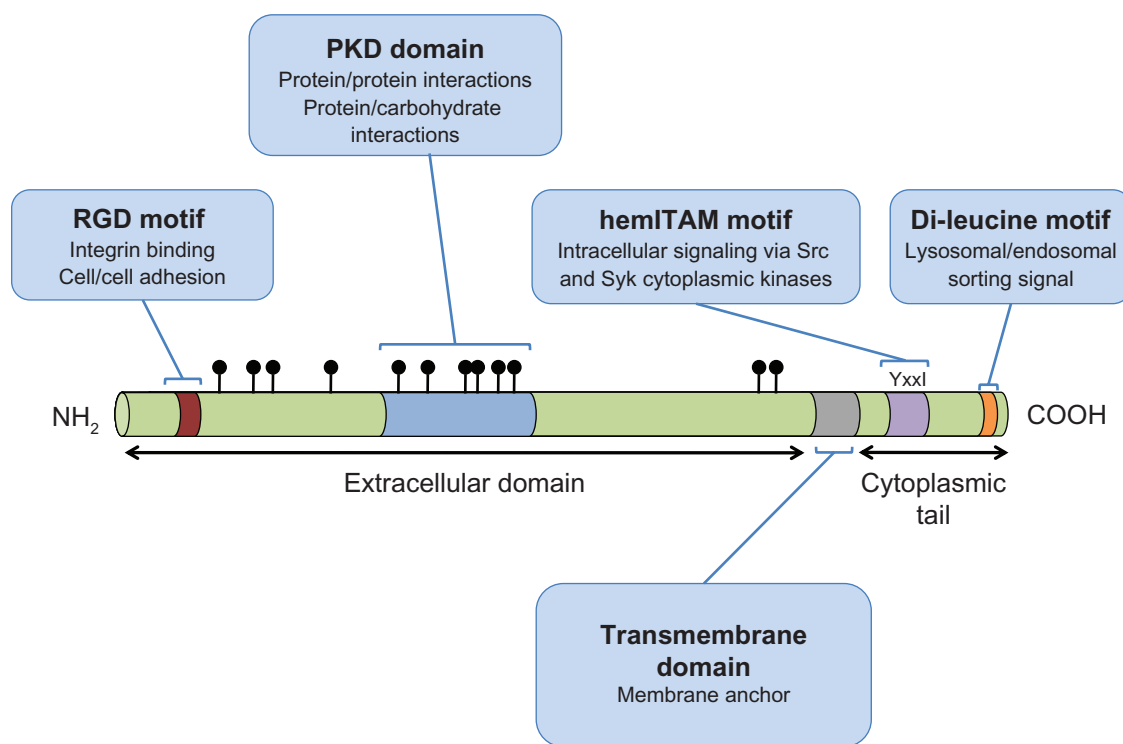 PKD domain
Protein/protein interactions
Protein/carbohydrate
interactions
RGD motif
Integrin binding
Cell/cell adhesion
hemITAM motif
Intracellular signaling via Src
and Syk cytoplasmic kinases
Di-leucine motif
Lysosomal/endosomal
sorting signal
YxxI
NH₂
COOH
Extracellular domain
Cytoplasmic
tail
Transmembrane
domain
Membrane anchor